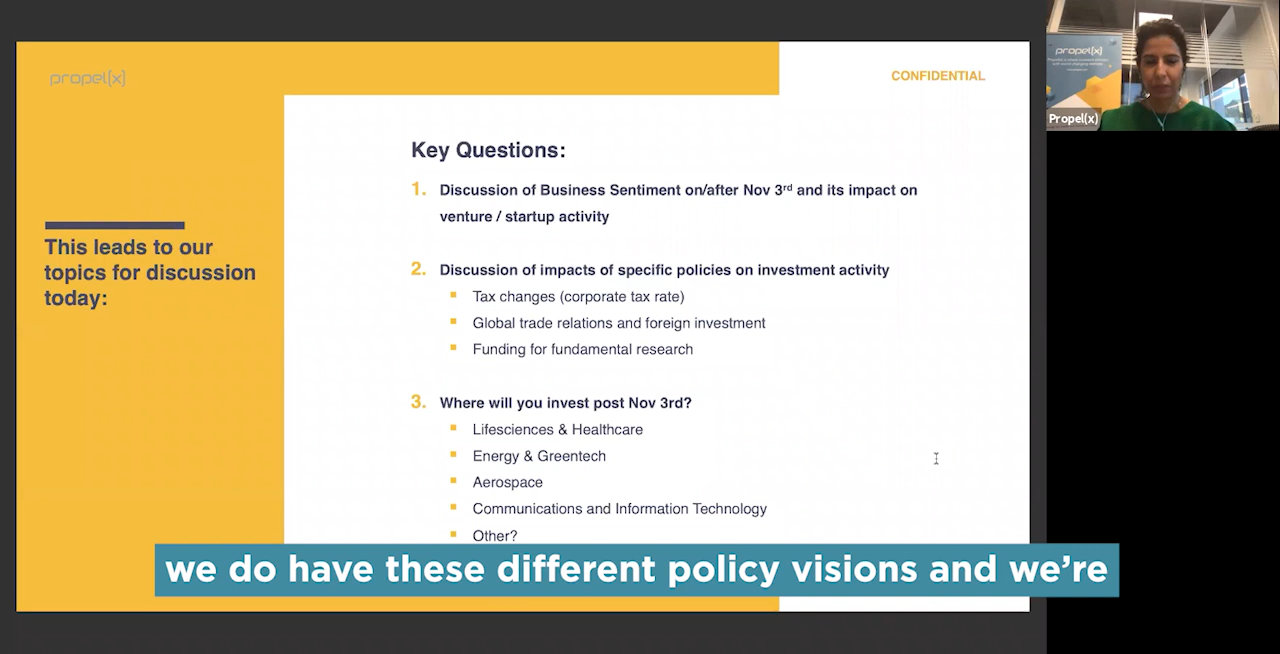 propel(x)
CONFIDENTIAL
This leads to our
topics for discussion
today:
Key Questions:
1. Discussion of Business Sentiment on/after Nov 3rd and its impact on
venture / startup activity
2. Discussion of impacts of specific policies on investment activity
Tax changes (corporate tax rate)
Global trade relations and foreign investment
Funding for fundamental research
3. Where will you invest post Nov 3rd?
Lifesciences & Healthcare
Energy & Greentech
Aerospace
Communications and Information Technology
Other?
we do have these different policy visions and we're
propel(x)
Propel(x)